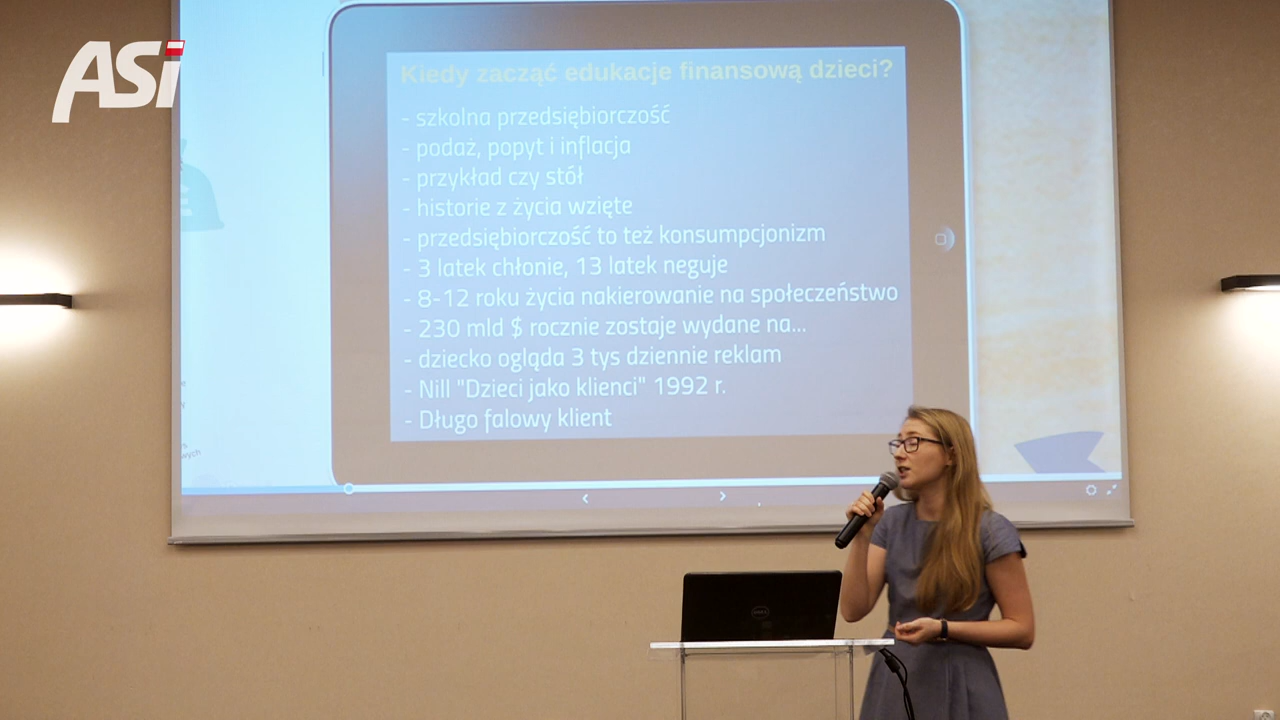 ASi
Kiedy zacząć edukacje finansową dzieci?
- szkolna przedsiębiorczość
- podaż, popyt i inflacja
- przykład czy stół
- historie z życia wzięte
- przedsiębiorczość to też konsumpcjonizm
- 3 latek chłonie, 13 latek neguje
- 8-12 roku życia nakierowanie na społeczeństwo
- 230 mld $ rocznie zostaje wydane na...
- dziecko ogląda 3 tys dziennie reklam
- Nill "Dzieci jako klienci" 1992 r.
- Długo falowy klient
DELL